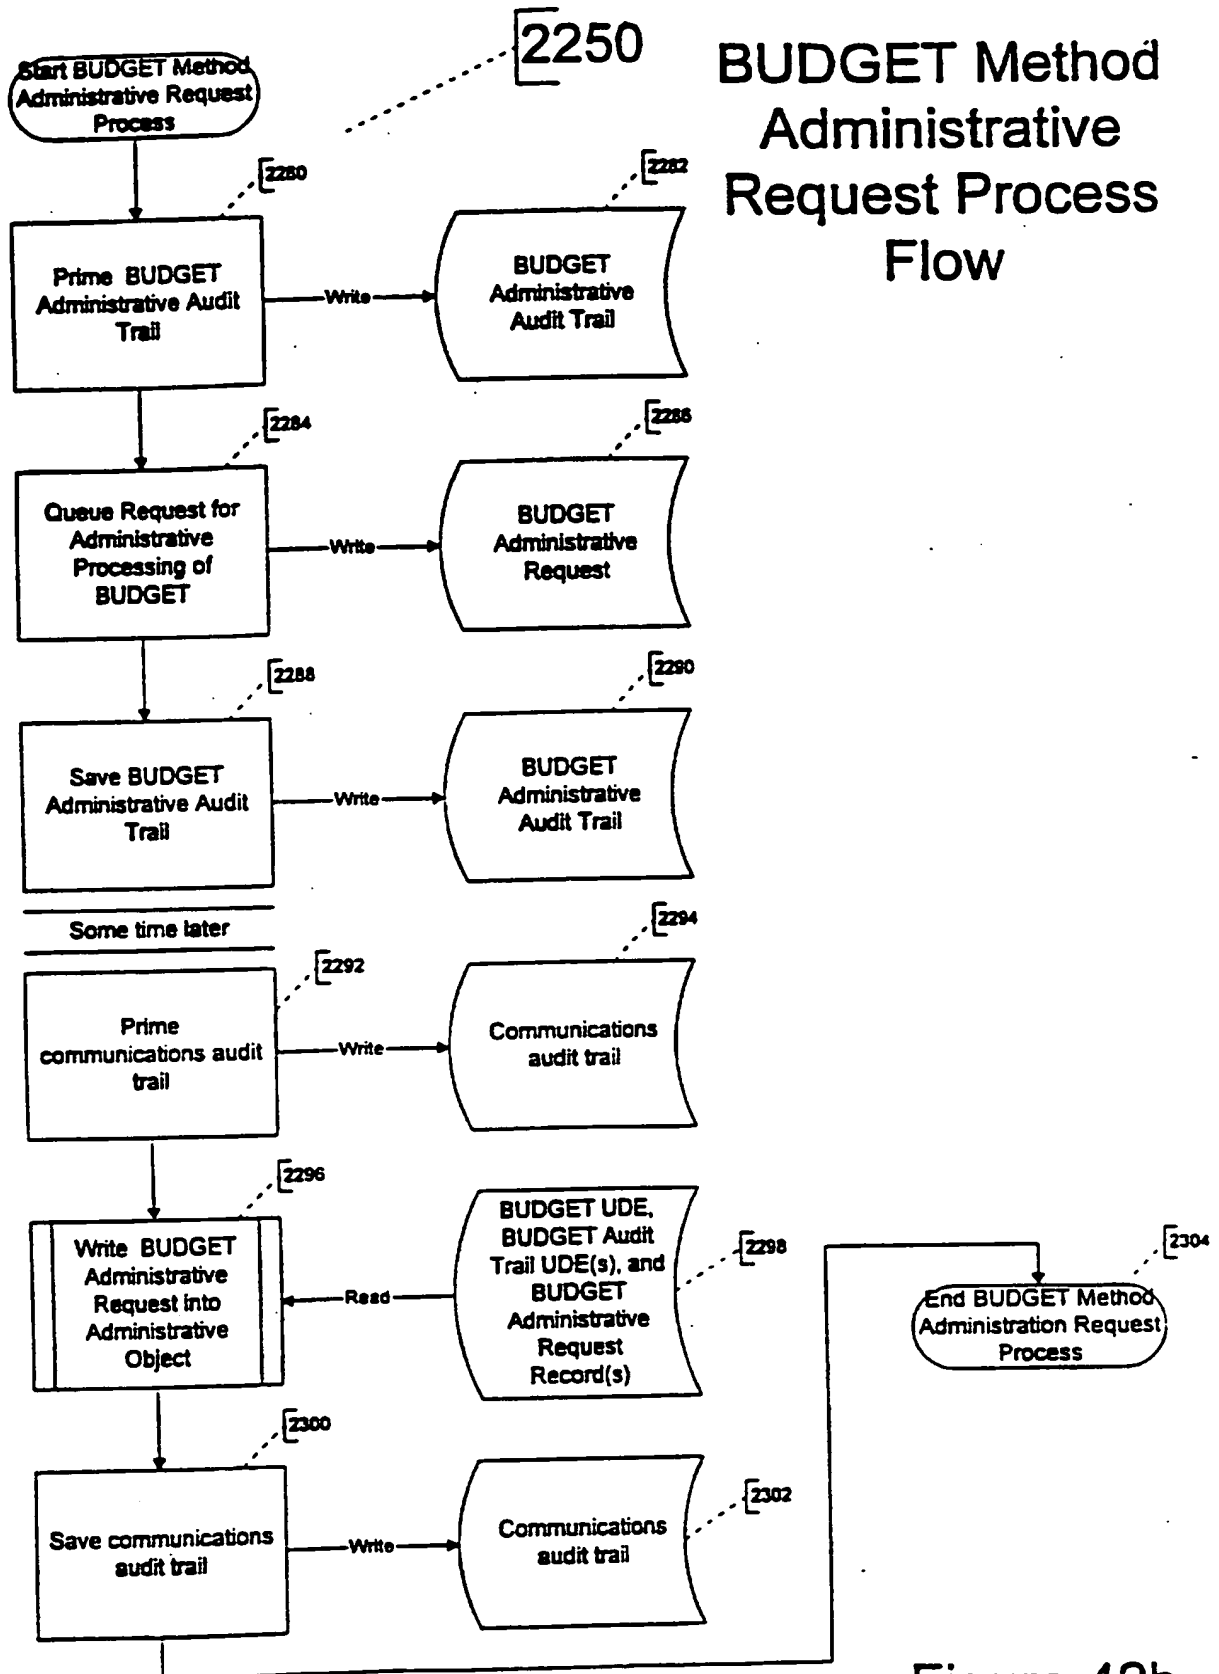 2250
BUDGET Method
Administrative
Request Process
Flow
Start BUDGET Method
Administrative Request
Process
2280
2282
Prime BUDGET
Administrative Audit
Trail
Write
BUDGET
Administrative
Audit Trail
2284
2286
Queue Request for
Administrative
Processing of
BUDGET
Write
BUDGET
Administrative
Request
2288
2290
Save BUDGET
Administrative Audit
Trail
Write
BUDGET
Administrative
Audit Trail
Some time later
2292
2294
Prime
communications audit
trail
Write
Communications
audit trail
2296
Write BUDGET
Administrative
Request into
Administrative
Object
Read
BUDGET UDE,
BUDGET Audit
Trail UDE(s), and
BUDGET
Administrative
Request
Record(s)
2298
2304
End BUDGET Method
Administration Request
Process
2300
Save communications
audit trail
Write
Communications
audit trail
2302